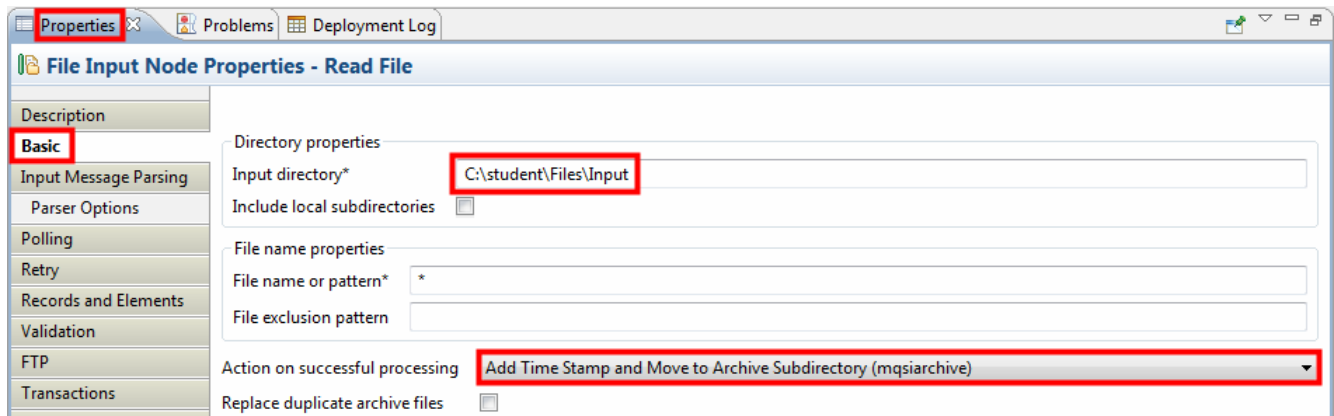 Properties Problems Deployment Log
File Input Node Properties - Read File
Description
Basic
Input Message Parsing
Parser Options
Polling
Retry
Records and Elements
Validation
FTP
Transactions
Directory properties
Input directory* C:\student\Files\Input
Include local subdirectories
File name properties
File name or pattern* *
File exclusion pattern
Action on successful processing Add Time Stamp and Move to Archive Subdirectory (mqsiarchive)
Replace duplicate archive files